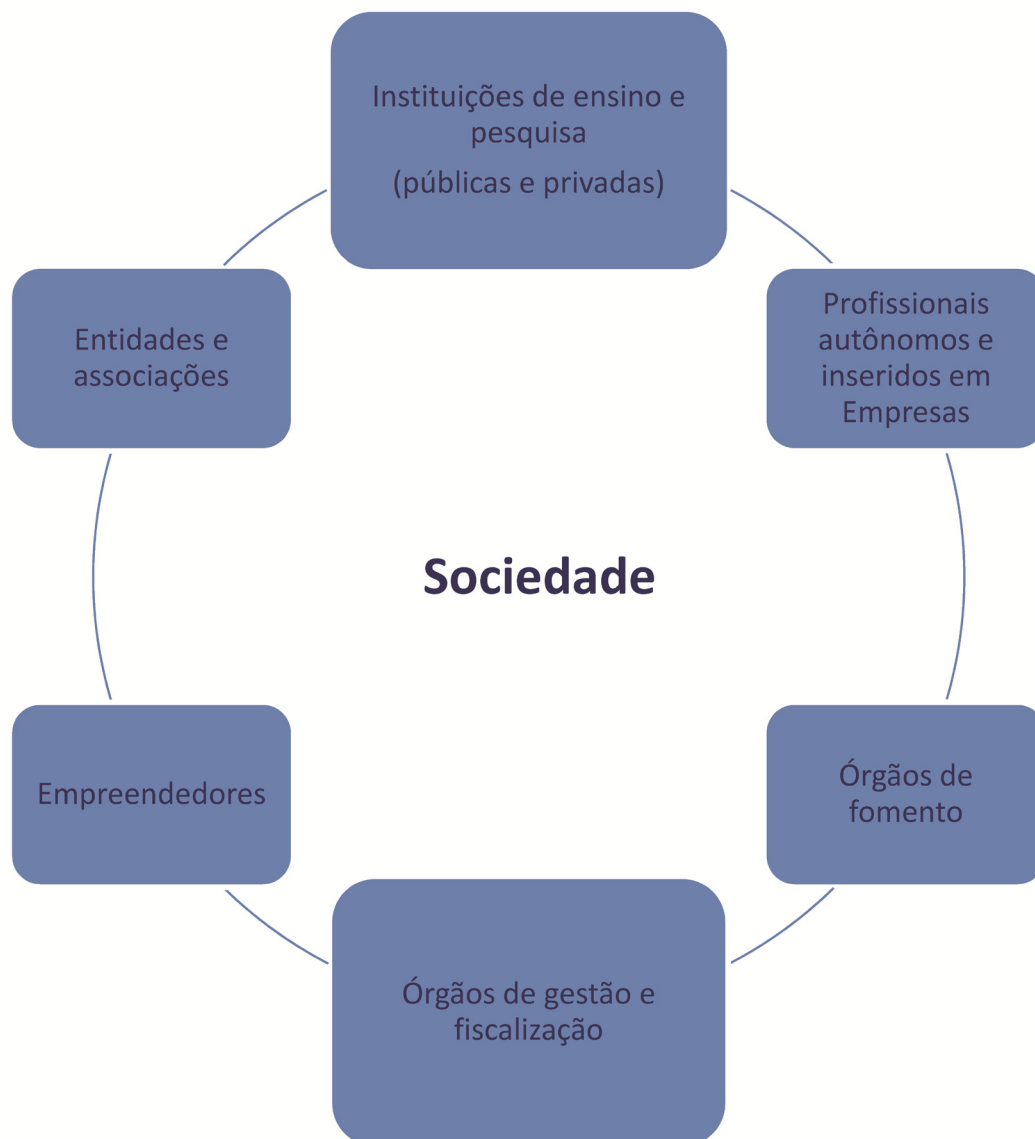 Instituições de ensino e
pesquisa
(públicas e privadas)
Entidades e
associações
Profissionais
autônomos e
inseridos em
Empresas
Sociedade
Empreendedores
Órgãos de
fomento
Órgãos de gestão e
fiscalização